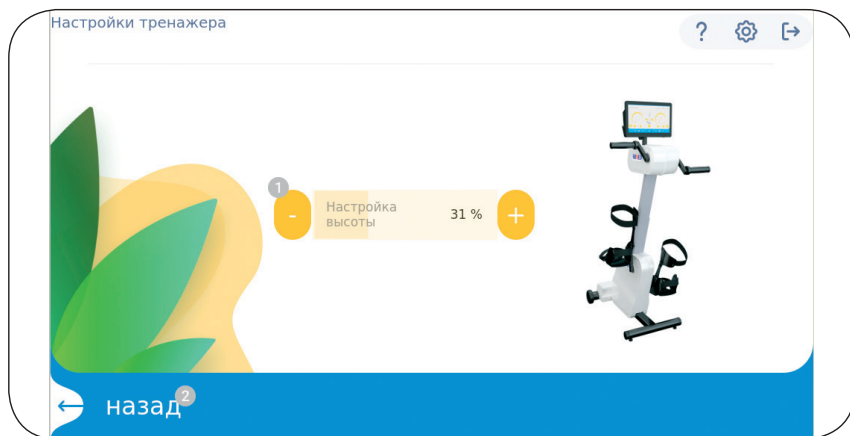 Настройки тренажера
?
1
-
Настройка
высоты
31 %
+
← назад
2